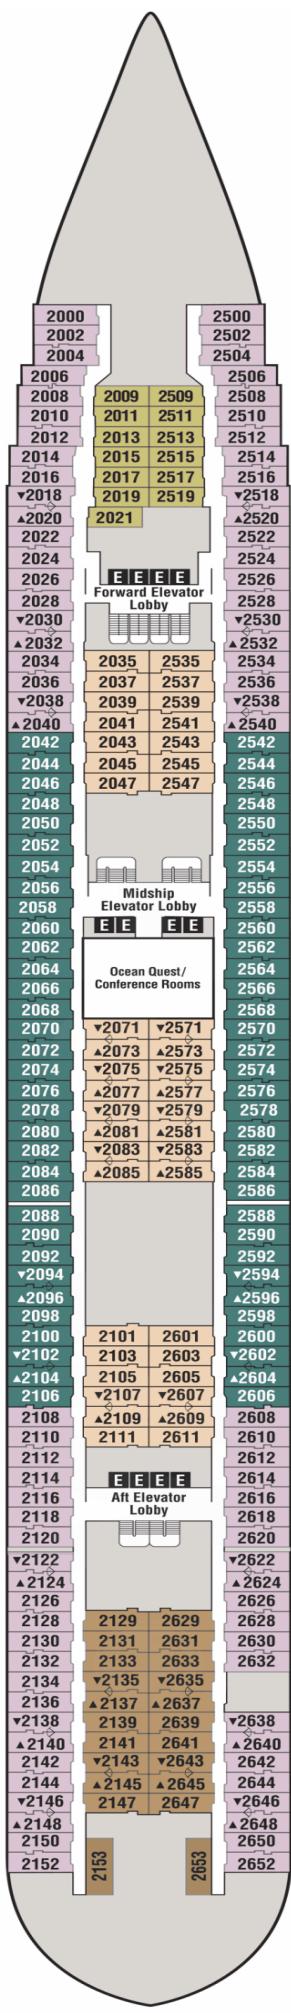 2000 2500
2002 2502
2004 2504
2006 2506
2008 2009 2509 2508
2010 2011 2511 2510
2012 2013 2513 2512
2014 2015 2515 2514
2016 2017 2517 2516
▼2018 2019 2519 ▼2518
▲2020 2021 ▲2520
2022 2522
2024 2524
2026 E E E E 2526
2028 Forward Elevator 2528
Lobby
▼2030 ▼2530
▲2032 ▲2532
2034 2035 2535 2534
2036 2037 2537 2536
▼2038 2039 2539 ▼2538
▲2040 2041 2541 ▲2540
2042 2043 2543 2542
2044 2045 2545 2544
2046 2047 2547 2546
2048 2548
2050 2550
2052 2552
2054 2554
2056 Midship 2556
2058 Elevator Lobby 2558
2060 E E E E 2560
2062 2562
2064 Ocean Quest/ 2564
2066 Conference Rooms 2566
2068 2568
2070 ▼2071 ▼2571 2570
2072 ▲2073 ▲2573 2572
2074 ▼2075 ▼2575 2574
2076 ▲2077 ▲2577 2576
2078 ▼2079 ▼2579 2578
2080 ▲2081 ▲2581 2580
2082 ▼2083 ▼2583 2582
2084 ▲2085 ▲2585 2584
2086 2586
2088 2588
2090 2590
2092 2592
▼2094 ▼2594
▲2096 ▲2596
2098 2598
2100 2101 2601 2600
▼2102 2103 2603 ▼2602
▲2104 2105 2605 ▲2604
2106 ▼2107 ▼2607 2606
2108 ▲2109 ▲2609 2608
2110 2111 2611 2610
2112 2612
2114 E E E E 2614
2116 Aft Elevator 2616
2118 Lobby 2618
2120 2620
▼2122 ▼2622
▲2124 ▲2624
2126 2626
2128 2129 2629 2628
2130 2131 2631 2630
2132 2133 2633 2632
2134 ▼2135 ▼2635
2136 ▲2137 ▲2637
▼2138 2139 2639 ▼2638
▲2140 2141 2641 ▲2640
2142 ▼2143 ▼2643 2642
2144 ▲2145 ▲2645 2644
▼2146 2147 2647 ▼2646
▲2148 ▲2648
2150 2153 2653 2650
2152 2652